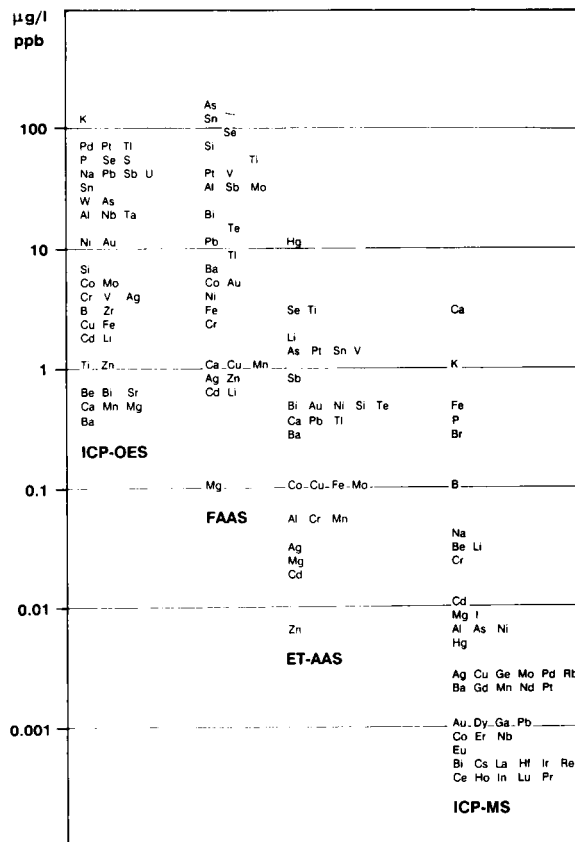 µg/l
ppb
100
10
1
0.1
0.01
0.001
K
Pd Pt Tl
P Se S
Na Pb Sb U
Sn
W As
Al Nb Ta
Ni Au
Si
Co Mo
Cr V Ag
B Zr
Cu Fe
Cd Li
Ti Zn
Be Bi Sr
Ca Mn Mg
Ba
ICP-OES
As
Sn
Se
Si
Ti
Pt V
Al Sb Mo
Bi
Te
Pb
Tl
Ba
Co Au
Ni
Fe
Cr
Ca Cu Mn
Ag Zn
Cd Li
Mg
FAAS
Hg
Se Ti
Li
As Pt Sn V
Sb
Bi Au Ni Si Te
Ca Pb Tl
Ba
Co Cu Fe Mo
Al Cr Mn
Ag
Mg
Cd
Zn
ET-AAS
Ca
K
Fe
P
Br
B
Na
Be Li
Cr
Cd
Mg I
Al As Ni
Hg
Ag Cu Ge Mo Pd Rb
Ba Gd Mn Nd Pt
Au Dy Ga Pb
Co Er Nb
Eu
Bi Cs La Hf Ir Re
Ce Ho In Lu Pr
ICP-MS